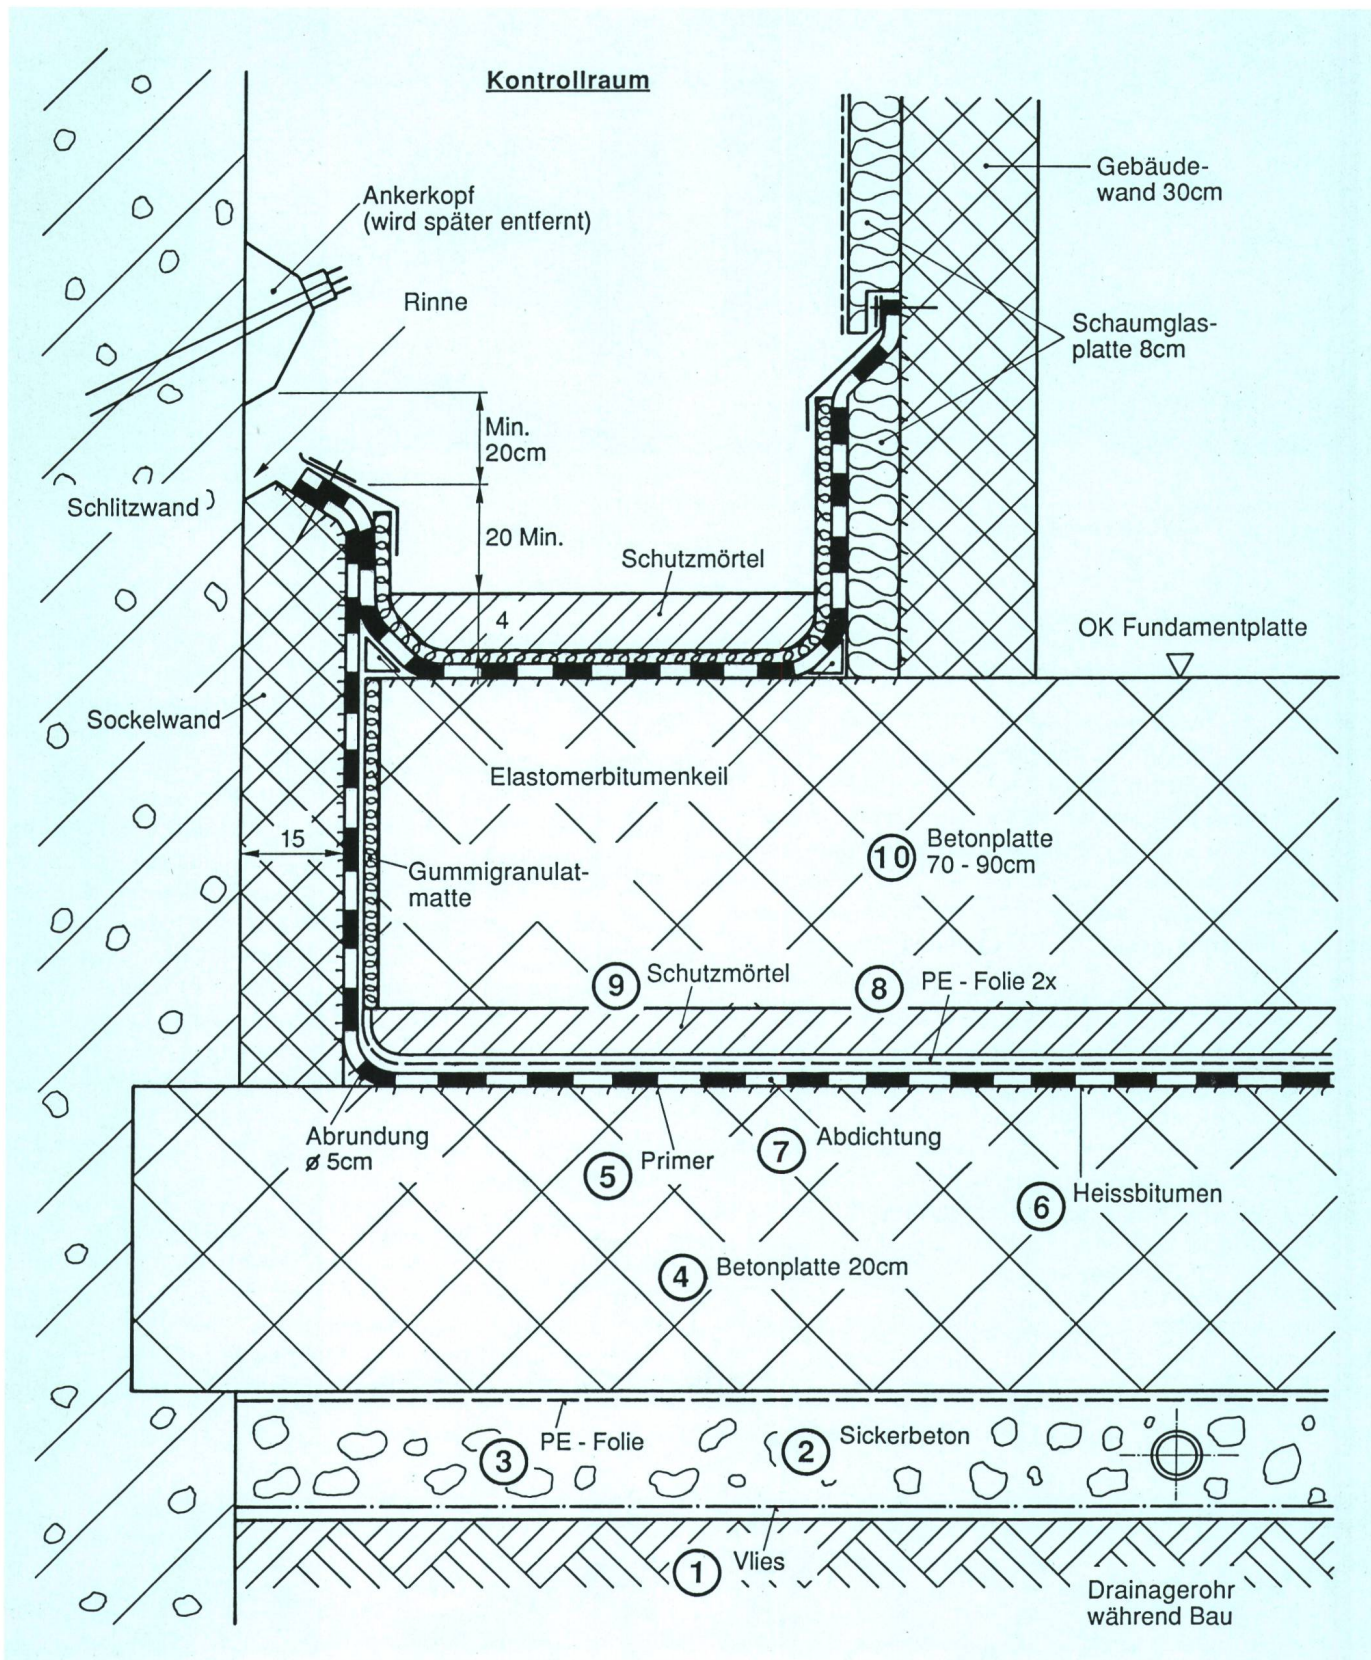 Kontrollraum
Ankerkopf
(wird später entfernt)
Rinne
Gebäude-
wand 30cm
Schaumglas-
platte 8cm
Min.
20cm
Schlitzwand
20 Min.
Schutzmörtel
4
OK Fundamentplatte
Sockelwand
Elastomerbitumenkeil
15
Gummigranulat-
matte
10 Betonplatte
70 - 90cm
9 Schutzmörtel
8 PE - Folie 2x
Abrundung
ø 5cm
5 Primer
7 Abdichtung
6 Heissbitumen
4 Betonplatte 20cm
3 PE - Folie
2 Sickerbeton
1 Vlies
Drainagerohr
während Bau